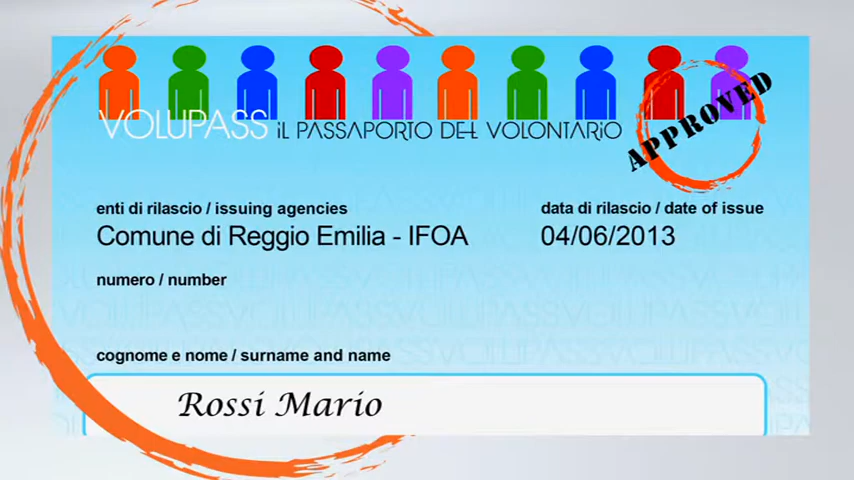 VOLUPASS iL PASSAPORTO DEL VOLONTARiO
APPROVED
enti di rilascio / issuing agencies
data di rilascio / date of issue
Comune di Reggio Emilia - IFOA
04/06/2013
numero / number
cognome e nome / surname and name
Rossi Mario